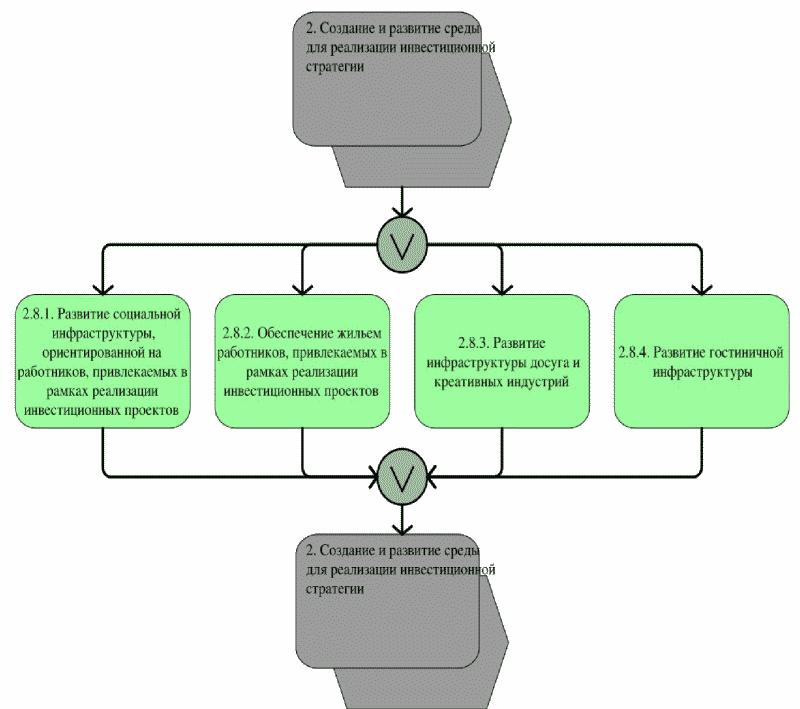 2. Создание и развитие среды
для реализации инвестиционной
стратегии
V
2.8.1. Развитие социальной
инфраструктуры,
ориентированной на
работников, привлекаемых в
рамках реализации
инвестиционных проектов
2.8.2. Обеспечение жильем
работников, привлекаемых в
рамках реализации
инвестиционных проектов
2.8.3. Развитие
инфраструктуры досуга и
креативных индустрий
2.8.4. Развитие гостиничной
инфраструктуры
V
2. Создание и развитие среды
для реализации инвестиционной
стратегии